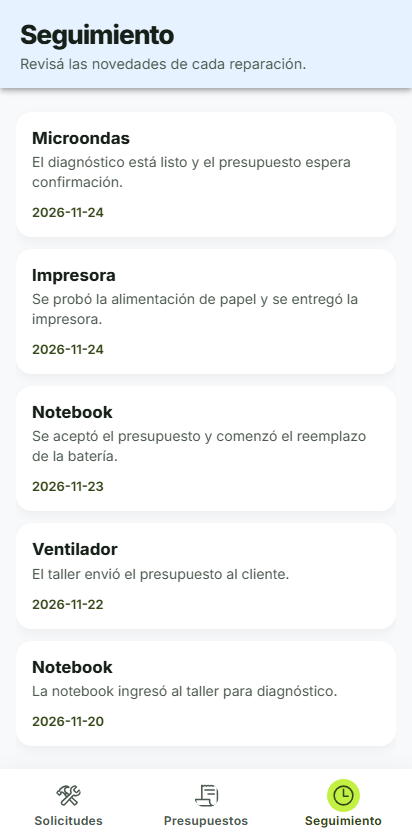 Seguimiento
Revisá las novedades de cada reparación.
Microondas
El diagnóstico está listo y el presupuesto espera
confirmación.
2026-11-24
Impresora
Se probó la alimentación de papel y se entregó la
impresora.
2026-11-24
Notebook
Se aceptó el presupuesto y comenzó el reemplazo
de la batería.
2026-11-23
Ventilador
El taller envió el presupuesto al cliente.
2026-11-22
Notebook
La notebook ingresó al taller para diagnóstico.
2026-11-20
Solicitudes
Presupuestos
Seguimiento